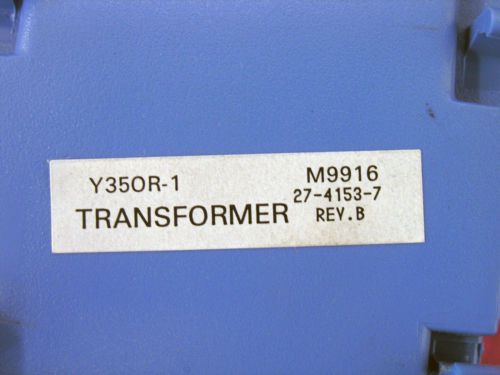 Y350R-1 M9916
27-4153-7
TRANSFORMER REV.B